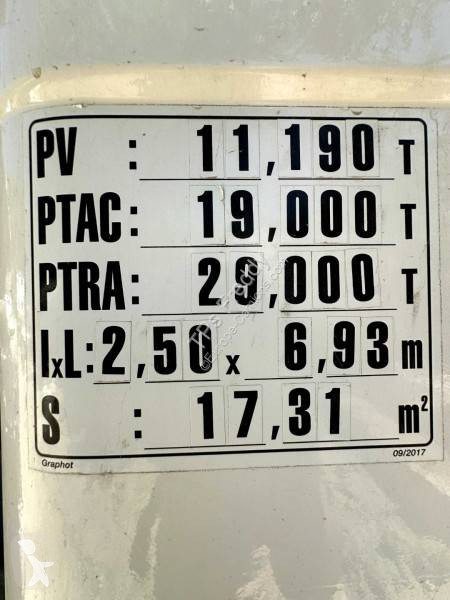 PV : 11,190 T
PTAC: 19,000 T
PTRA: 29,000 T
lxL: 2,50 x 6,93 m
S : 17,31 m²
Graphot 09/2017